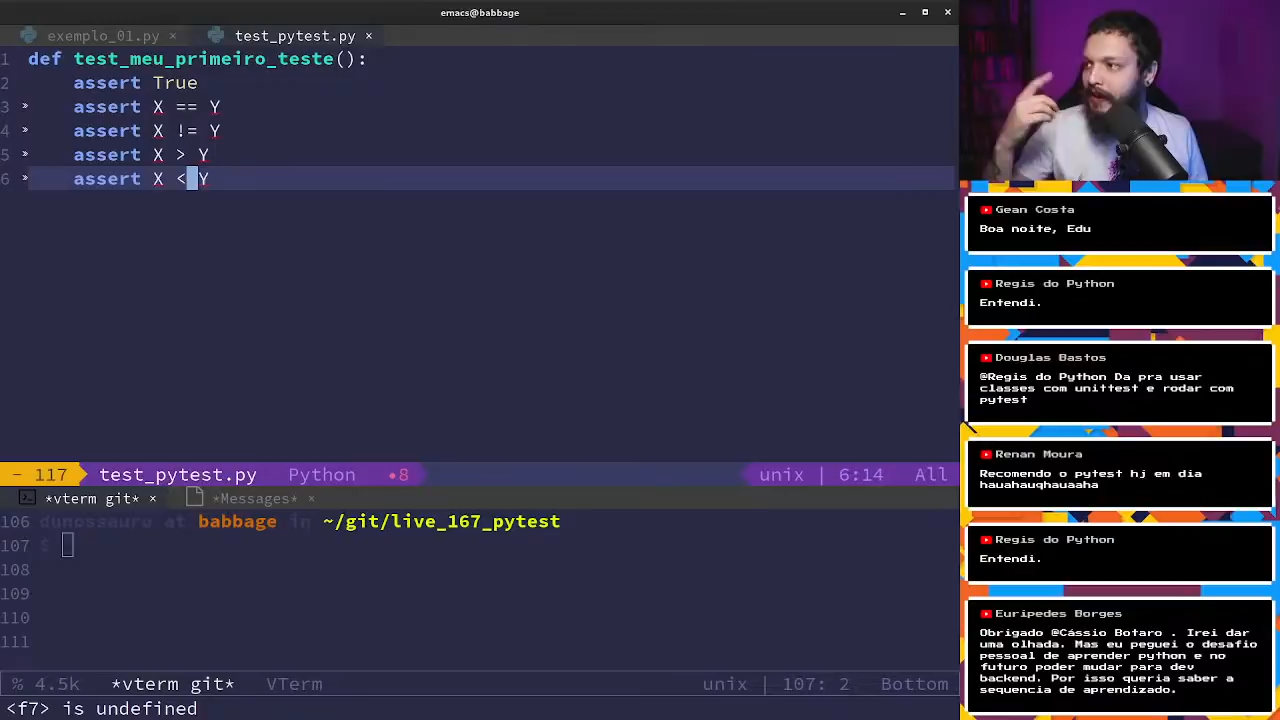 emacs@babbage
exemplo_01.py × test_pytest.py ×
1 def test_meu_primeiro_teste():
2 assert True
3 » assert X == Y
4 » assert X != Y
5 » assert X > Y
6 » assert X < Y
- 117 test_pytest.py Python •8 unix | 6:14 All
*vterm git* × *Messages* ×
106 dunossauro at babbage in ~/git/live_167_pytest
107 $
108
109
110
111
% 4.5k *vterm git* VTerm unix | 107: 2 Bottom
<f7> is undefined
Gean Costa
Boa noite, Edu
Regis do Python
Entendi.
Douglas Bastos
@Regis do Python Da pra usar
classes com unittest e rodar com
pytest
Renan Moura
Recomendo o pytest hj em dia
hauahauqhauaaha
Regis do Python
Entendi.
Euripedes Borges
Obrigado @Cássio Botaro . Irei dar
uma olhada. Mas eu peguei o desafio
pessoal de aprender python e no
futuro poder mudar para dev
backend. Por isso queria saber a
sequencia de aprendizado.